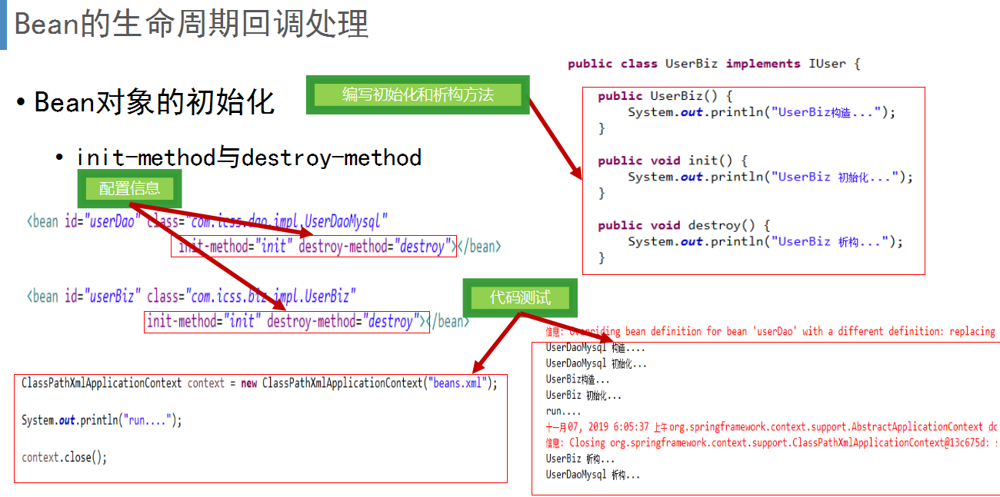 Bean的生命周期回调处理
• Bean对象的初始化
• init-method与destroy-method
编写初始化和析构方法
public class UserBiz implements IUser {
public UserBiz() {
System.out.println("UserBiz构造...");
}
public void init() {
System.out.println("UserBiz 初始化...");
}
public void destroy() {
System.out.println("UserBiz 析构...");
}
配置信息
<bean id="userDao" class="com.icss.dao.impl.UserDaoMysql"
init-method="init" destroy-method="destroy"></bean>
<bean id="userBiz" class="com.icss.biz.impl.UserBiz"
init-method="init" destroy-method="destroy"></bean>
代码测试
ClassPathXmlApplicationContext context = new ClassPathXmlApplicationContext("beans.xml");
System.out.println("run....");
context.close();
信息: Overriding bean definition for bean 'userDao' with a different definition: replacing
UserDaoMysql 构造....
UserDaoMysql 初始化...
UserBiz构造...
UserBiz 初始化...
run....
十一月 07, 2019 6:05:37 上午 org.springframework.context.support.AbstractApplicationContext do
信息: Closing org.springframework.context.support.ClassPathXmlApplicationContext@13c675d:
UserBiz 析构...
UserDaoMysql 析构...